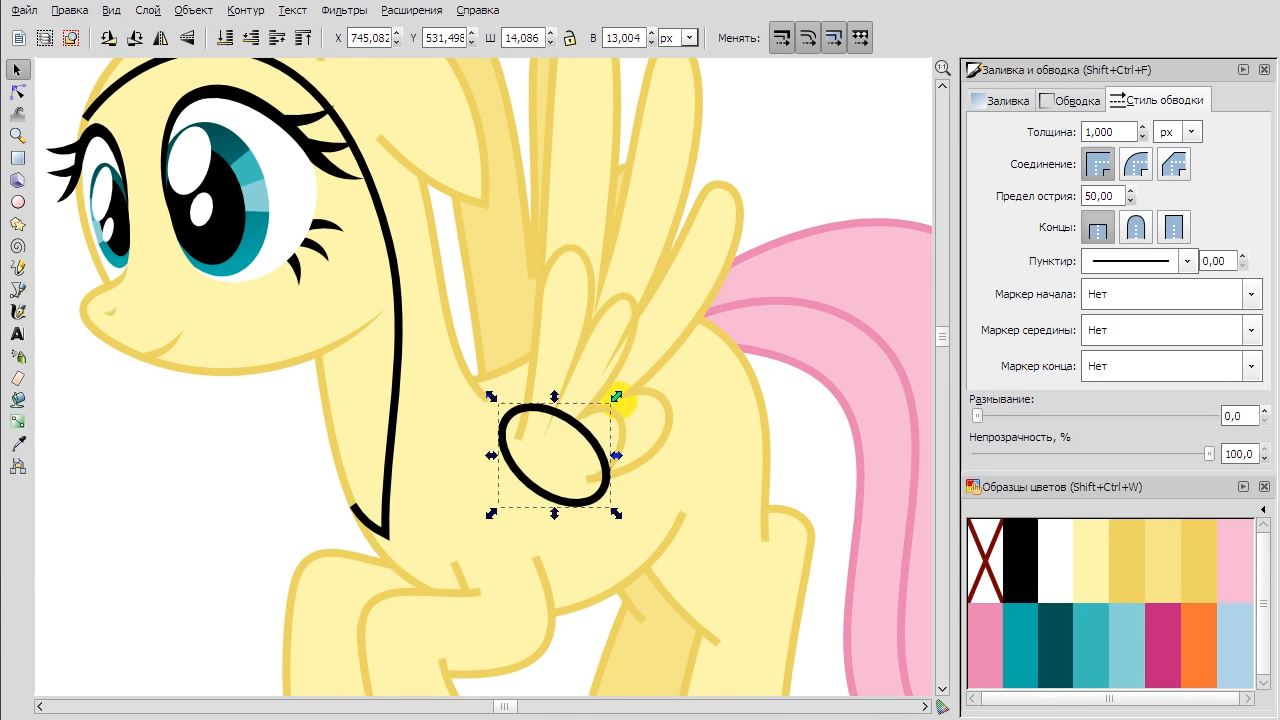 Файл Правка Вид Слой Объект Контур Текст Фильтры Расширения Справка
X 745,082 Y 531,498 Ш 14,086 В 13,004 px Менять:
Заливка и обводка (Shift+Ctrl+F)
Заливка Обводка Стиль обводки
Толщина: 1,000 px
Соединение:
Предел острия: 50,00
Концы:
Пунктир: 0,00
Маркер начала: Нет
Маркер середины: Нет
Маркер конца: Нет
Размывание:
0,0
Непрозрачность, %
100,0
Образцы цветов (Shift+Ctrl+W)